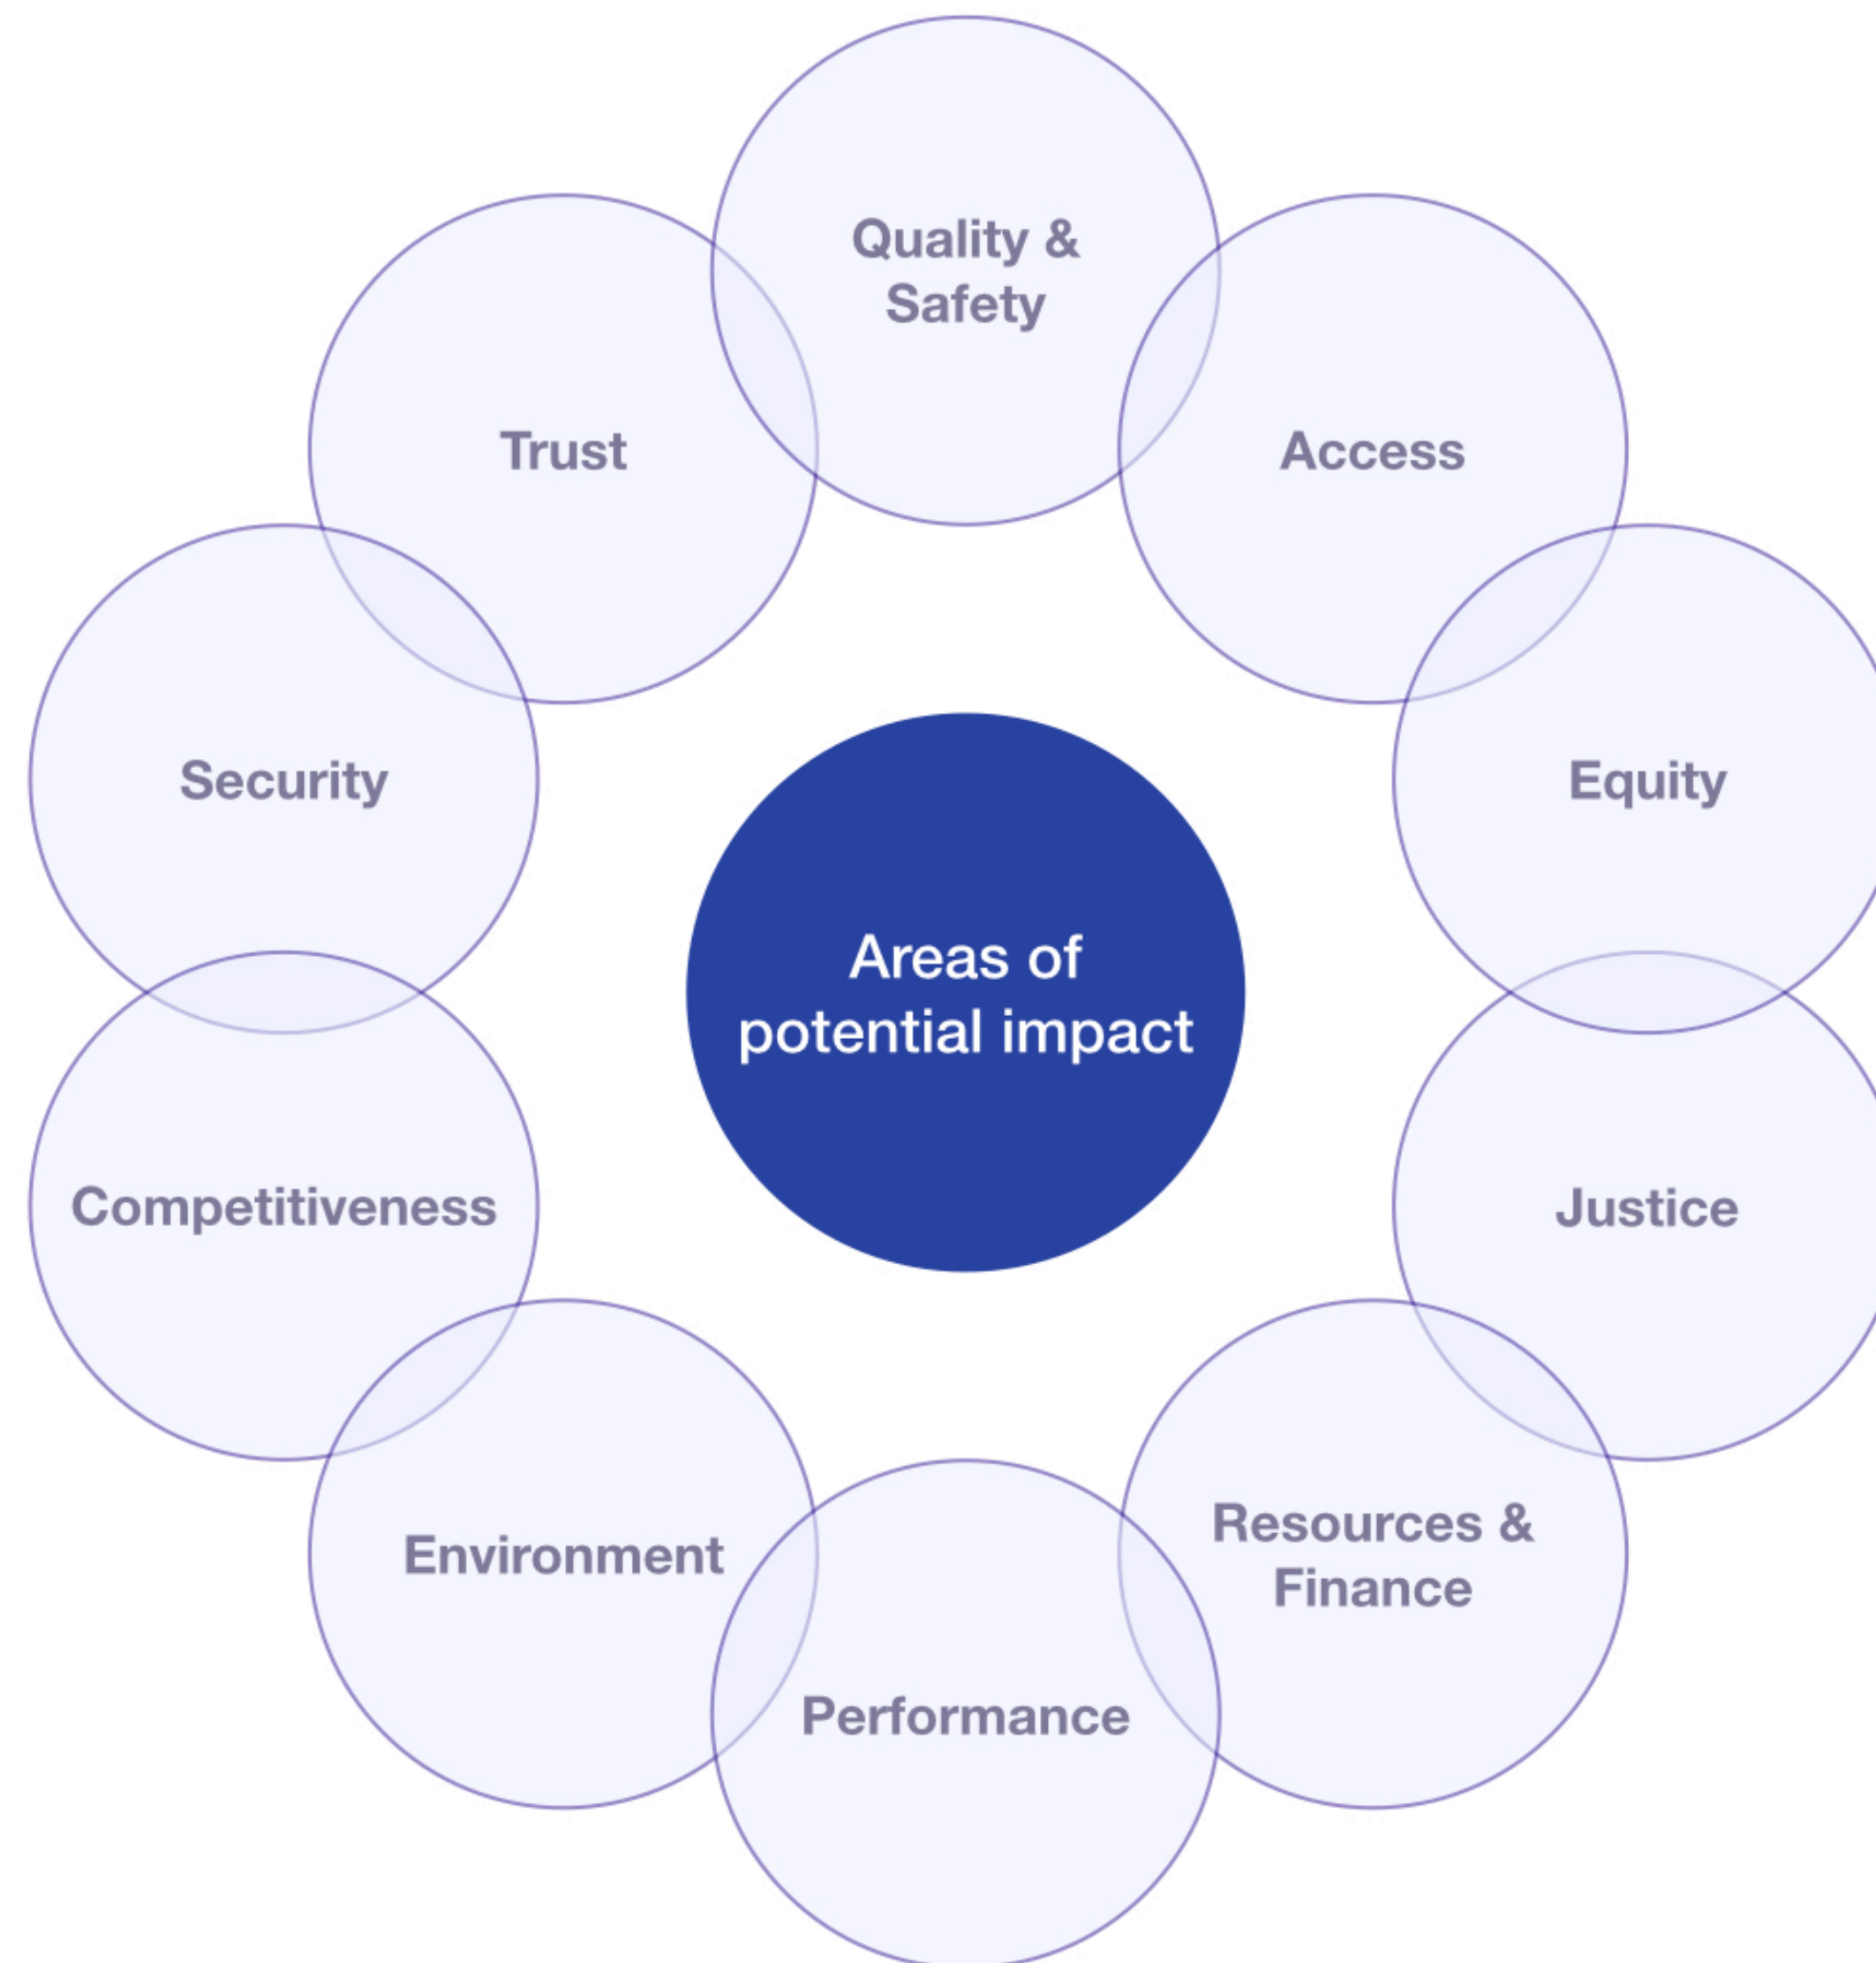 Quality &
Safety
Trust
Access
Security
Equity
Areas of
potential impact
Competitiveness
Justice
Resources &
Finance
Environment
Performance